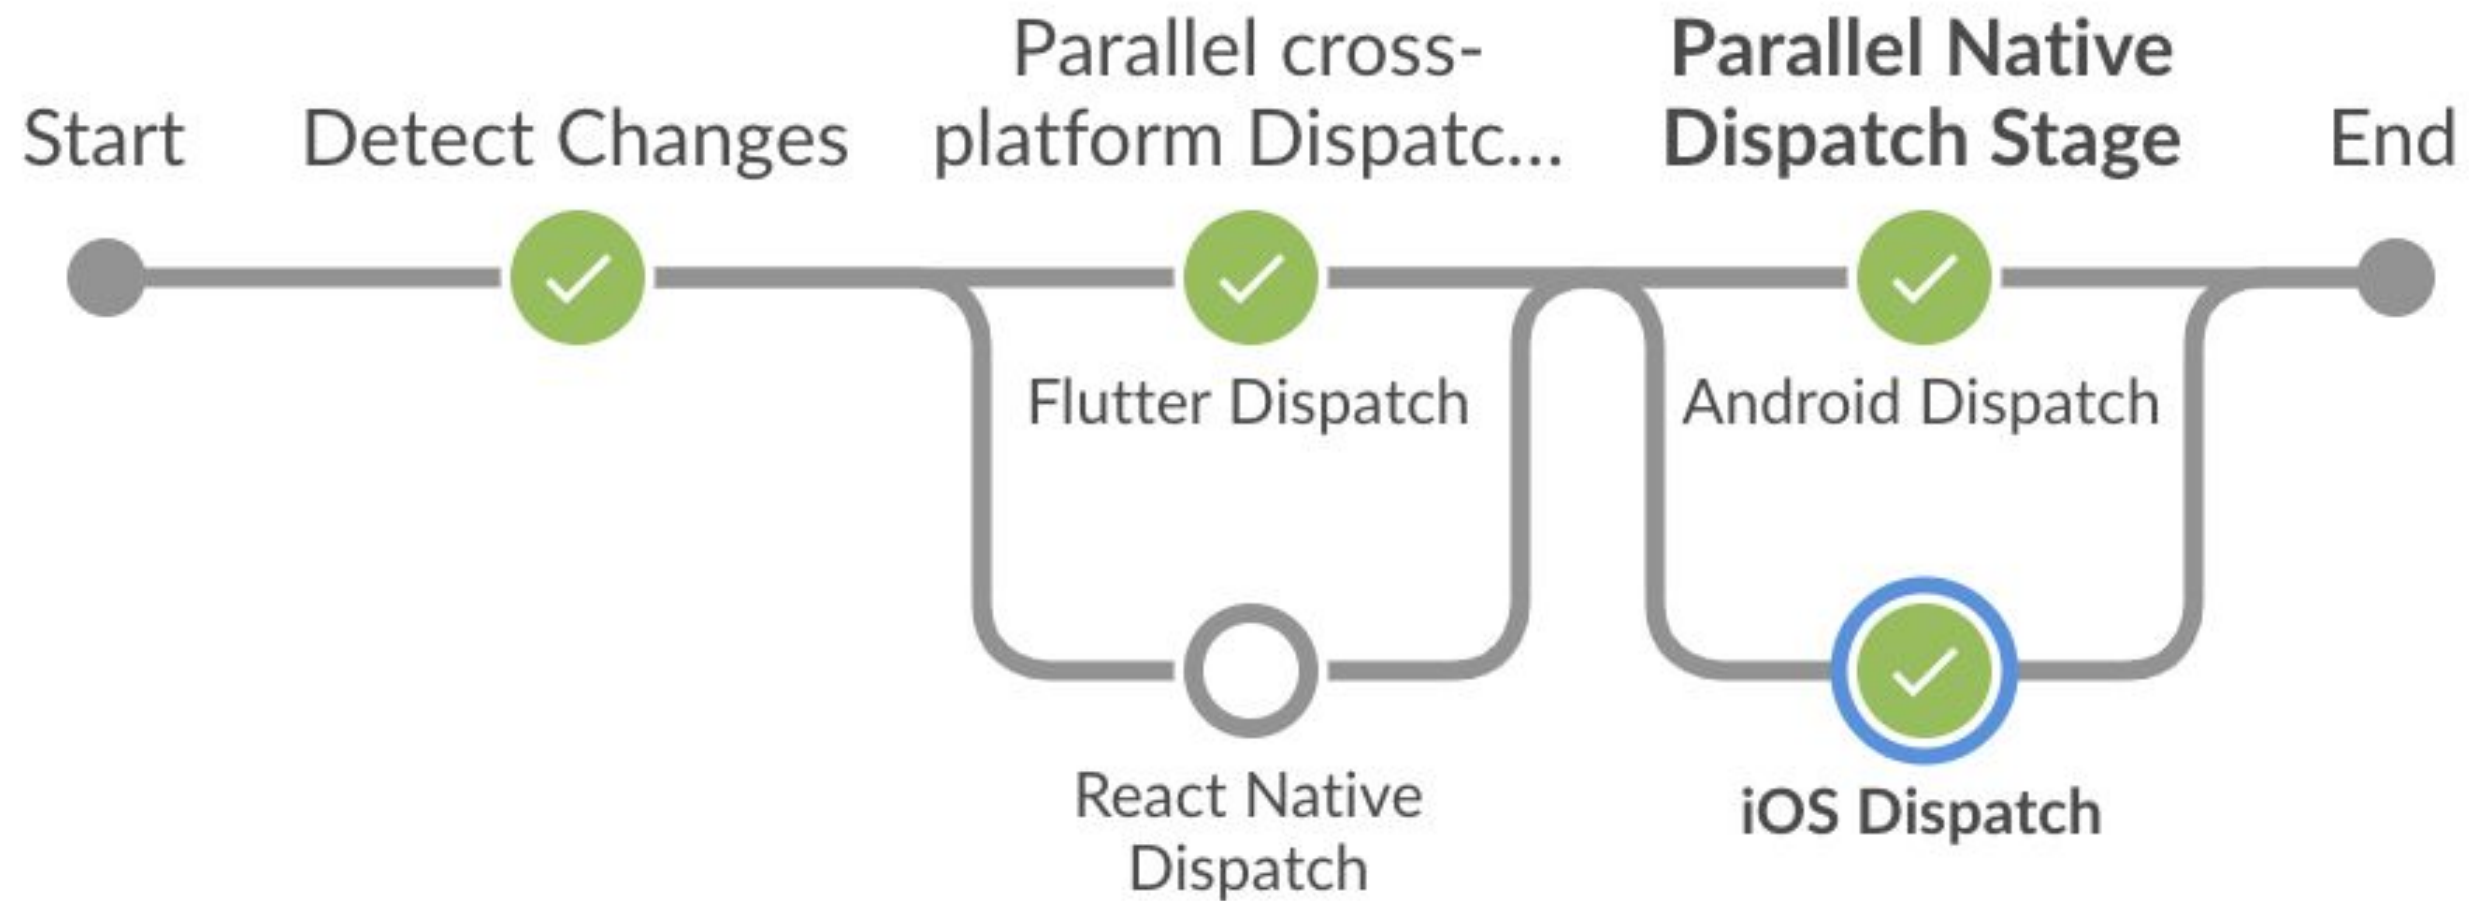 Start
Detect Changes
Parallel cross-
platform Dispatc...
Parallel Native
Dispatch Stage
End
Flutter Dispatch
Android Dispatch
React Native
Dispatch
iOS Dispatch